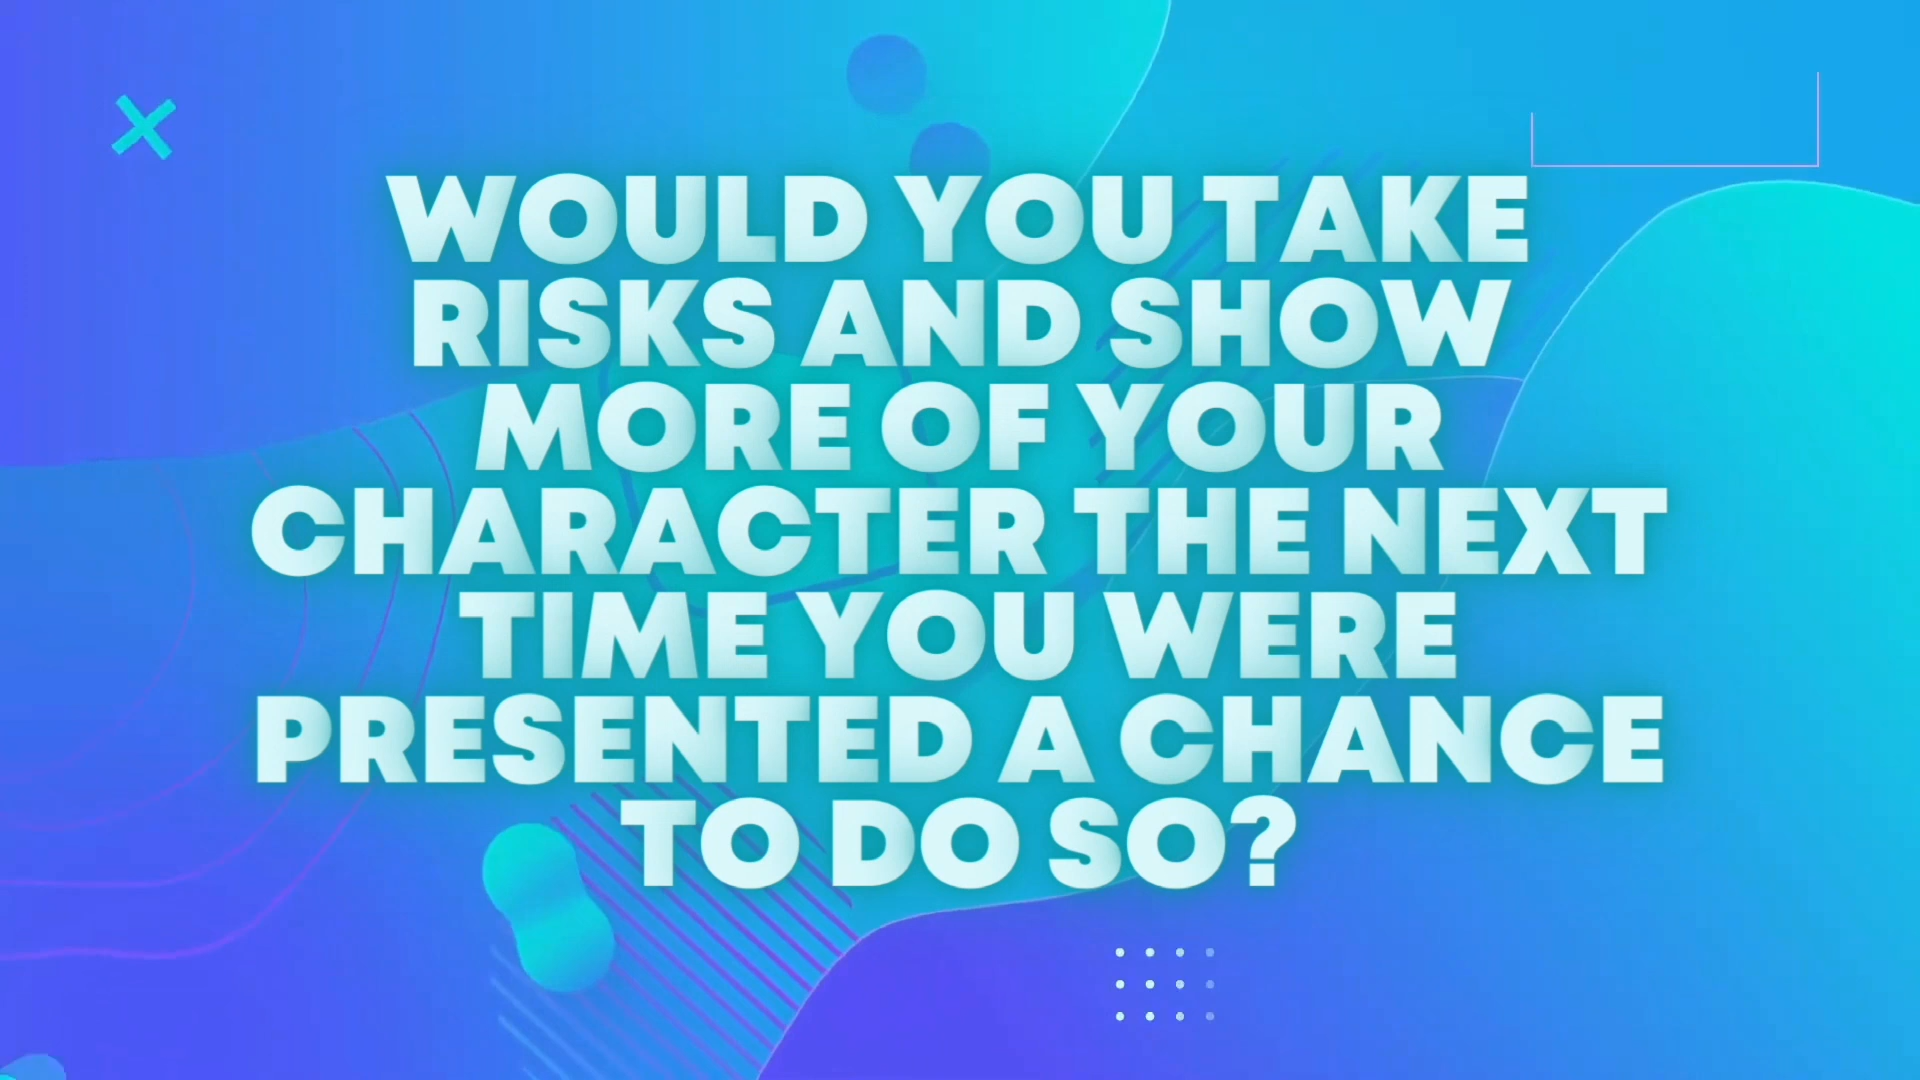 WOULD YOU TAKE
RISKS AND SHOW
MORE OF YOUR
CHARACTER THE NEXT
TIME YOU WERE
PRESENTED A CHANCE
TO DO SO?